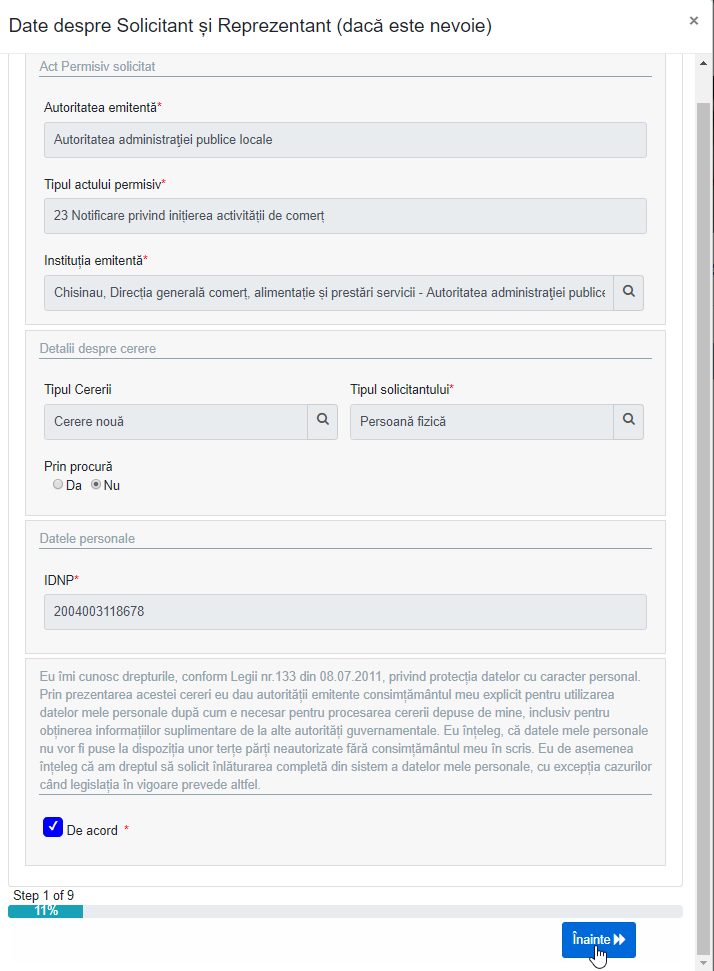 Date despre Solicitant și Reprezentant (dacă este nevoie)
×
Act Permisiv solicitat
Autoritatea emitentă*
Autoritatea administraţiei publice locale
Tipul actului permisiv*
23 Notificare privind inițierea activității de comerț
Instituția emitentă*
Chisinau, Direcția generală comerț, alimentație și prestări servicii - Autoritatea administraţiei publice
Detalii despre cerere
Tipul Cererii
Tipul solicitantului*
Cerere nouă
Persoană fizică
Prin procură
Da Nu
Datele personale
IDNP*
2004003118678
Eu îmi cunosc drepturile, conform Legii nr.133 din 08.07.2011, privind protecția datelor cu caracter personal.
Prin prezentarea acestei cereri eu dau autorității emitente consimțământul meu explicit pentru utilizarea
datelor mele personale după cum e necesar pentru procesarea cererii depuse de mine, inclusiv pentru
obținerea informațiilor suplimentare de la alte autorități guvernamentale. Eu înțeleg, că datele mele personale
nu vor fi puse la dispoziția unor terțe părți neautorizate fără consimțământul meu în scris. Eu de asemenea
înțeleg că am dreptul să solicit înlăturarea completă din sistem a datelor mele personale, cu excepția cazurilor
când legislația în vigoare prevede altfel.
De acord *
Step 1 of 9
11%
Înainte